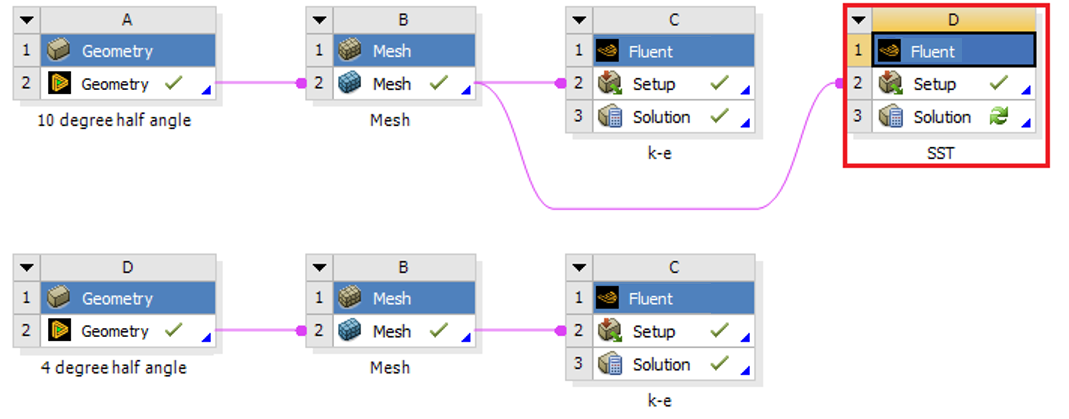 A B C D
1 Geometry 1 Mesh 1 Fluent 1 Fluent
2 Geometry 2 Mesh 2 Setup 2 Setup
3 Solution 3 Solution
10 degree half angle Mesh
k-e SST
D B C
1 Geometry 1 Mesh 1 Fluent
2 Geometry 2 Mesh 2 Setup
3 Solution
4 degree half angle Mesh
k-e